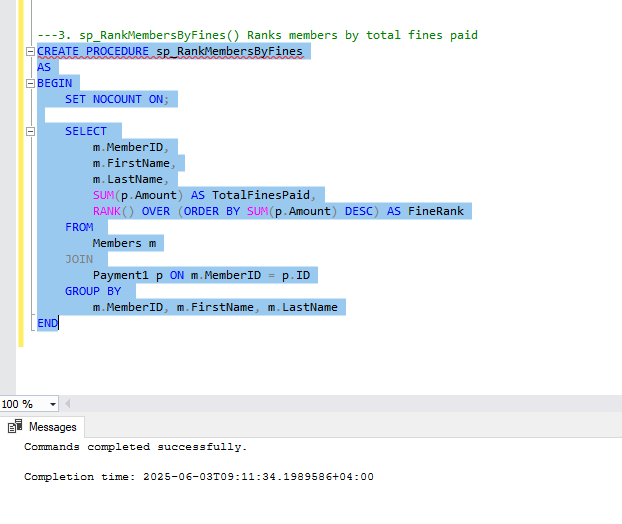 ---3. sp_RankMembersByFines() Ranks members by total fines paid
CREATE PROCEDURE sp_RankMembersByFines
AS
BEGIN
    SET NOCOUNT ON;

    SELECT
        m.MemberID,
        m.FirstName,
        m.LastName,
        SUM(p.Amount) AS TotalFinesPaid,
        RANK() OVER (ORDER BY SUM(p.Amount) DESC) AS FineRank
    FROM
        Members m
    JOIN
        Payment1 p ON m.MemberID = p.ID
    GROUP BY
        m.MemberID, m.FirstName, m.LastName
END
100 %
Messages
Commands completed successfully.

Completion time: 2025-06-03T09:11:34.1989586+04:00